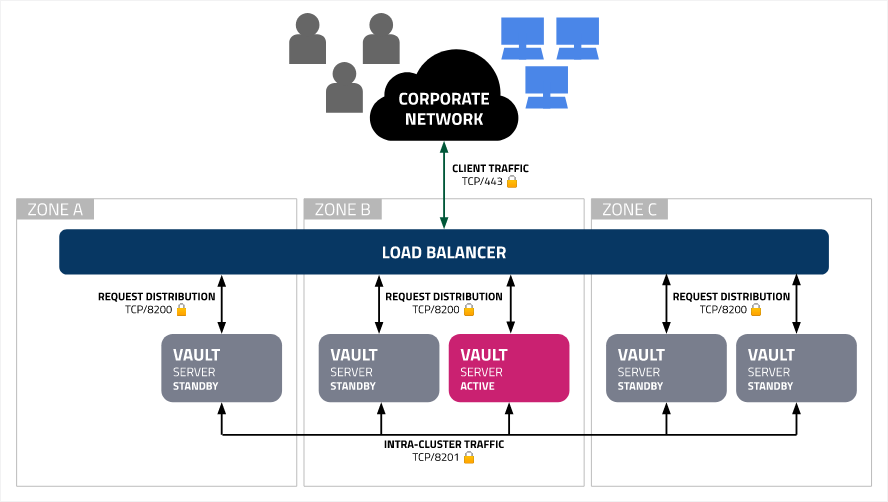 CORPORATE
NETWORK
CLIENT TRAFFIC
TCP/443
ZONE A
ZONE B
ZONE C
LOAD BALANCER
REQUEST DISTRIBUTION
TCP/8200
REQUEST DISTRIBUTION
TCP/8200
REQUEST DISTRIBUTION
TCP/8200
VAULT
SERVER
STANDBY
VAULT
SERVER
STANDBY
VAULT
SERVER
ACTIVE
VAULT
SERVER
STANDBY
VAULT
SERVER
STANDBY
INTRA-CLUSTER TRAFFIC
TCP/8201